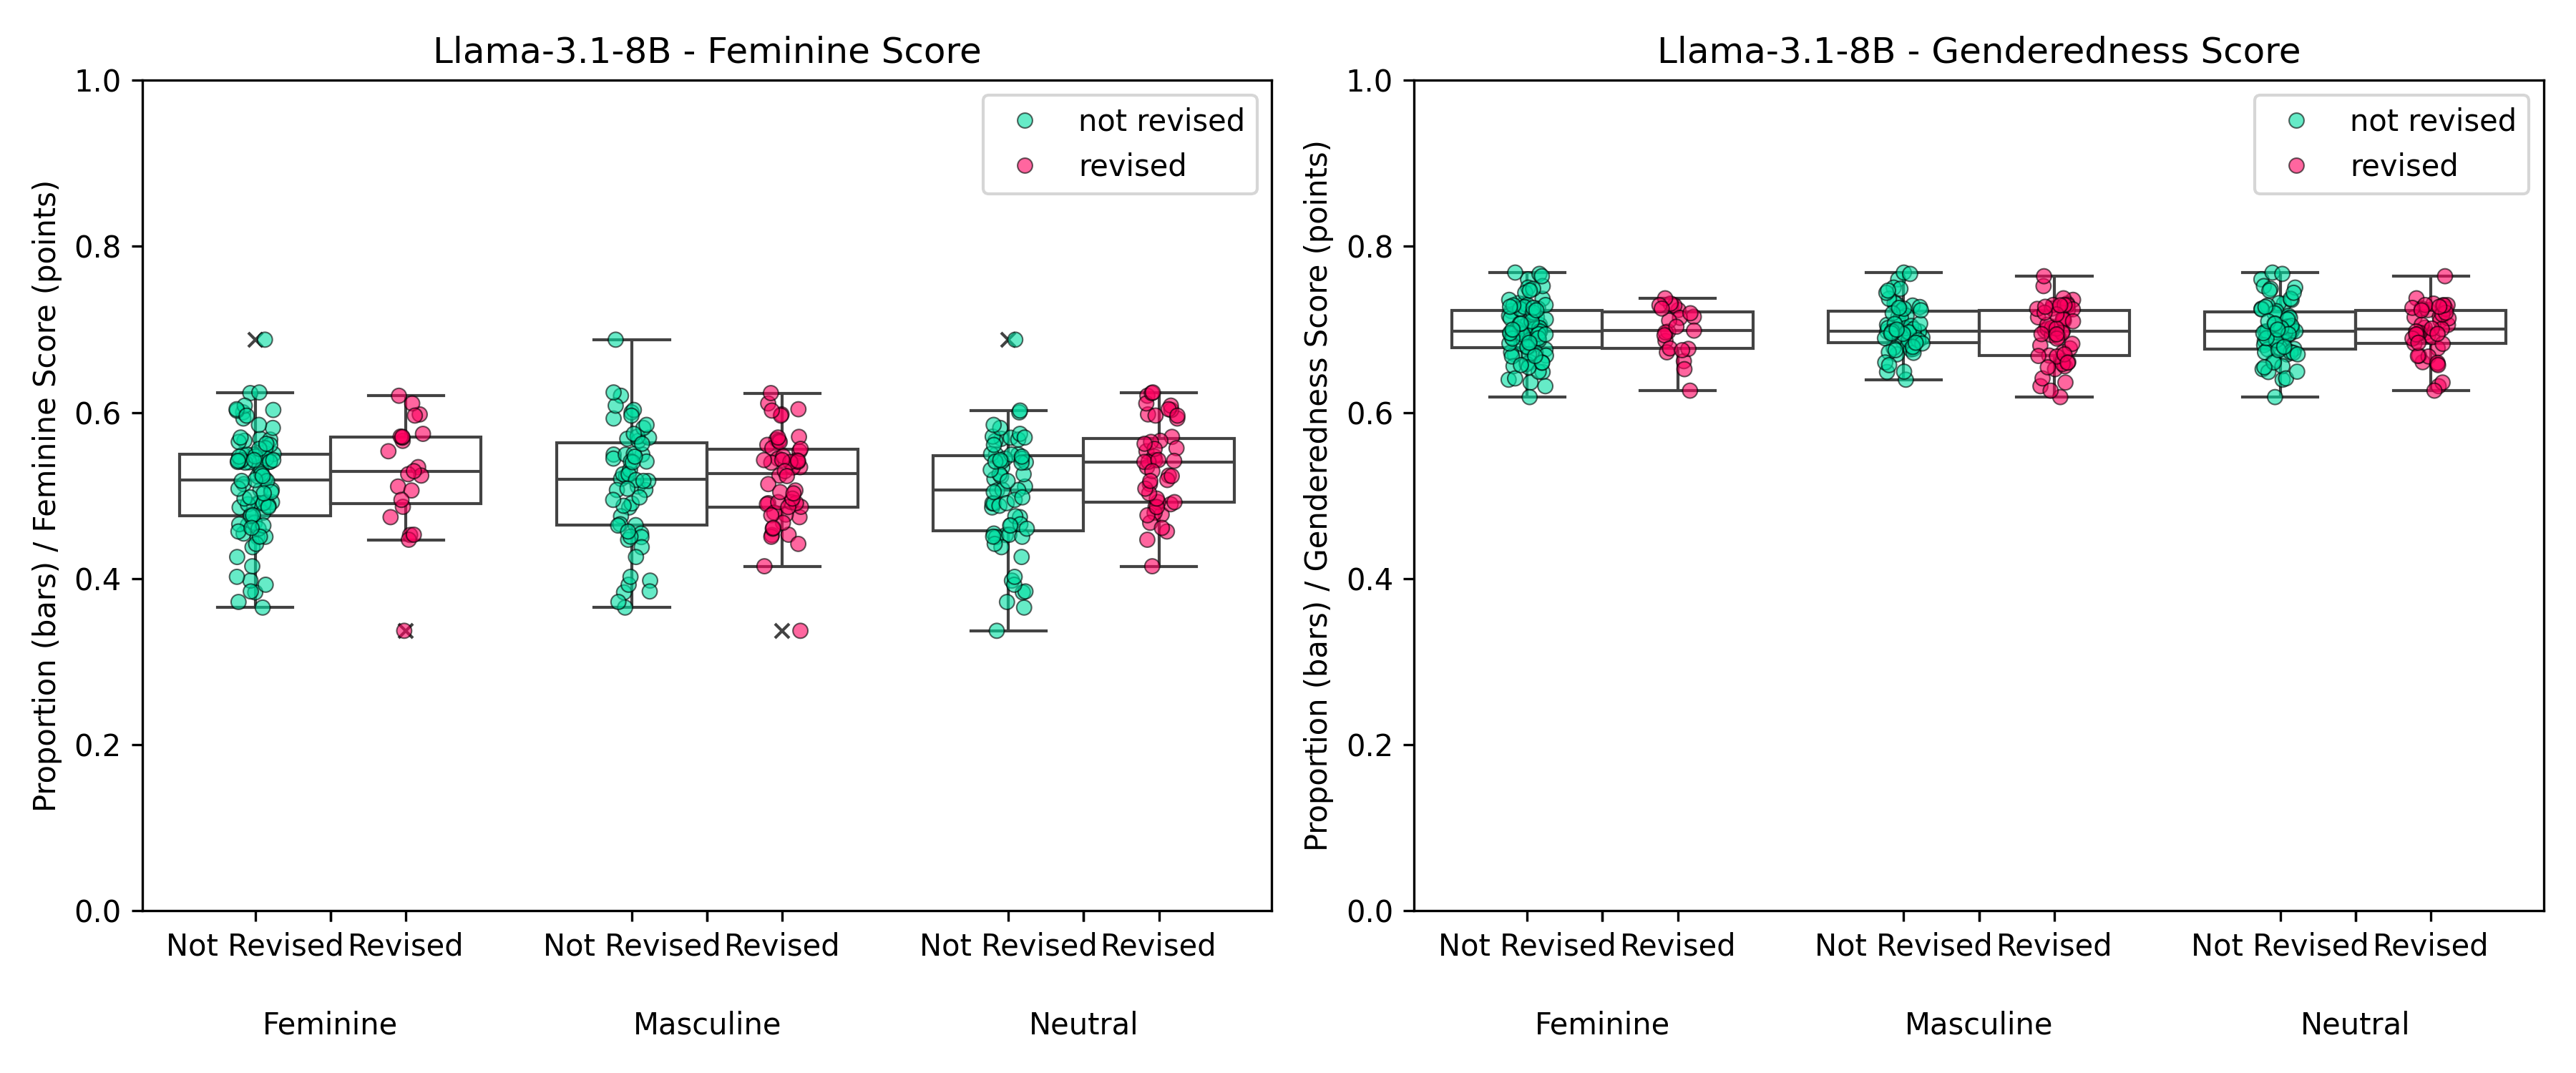 Llama-3.1-8B - Feminine Score
Proportion (bars) / Feminine Score (points)
1.0
0.8
0.6
0.4
0.2
0.0
not revised
revised
Not Revised Revised Not Revised Revised Not Revised Revised
Feminine Masculine Neutral
Llama-3.1-8B - Genderedness Score
Proportion (bars) / Genderedness Score (points)
1.0
0.8
0.6
0.4
0.2
0.0
not revised
revised
Not Revised Revised Not Revised Revised Not Revised Revised
Feminine Masculine Neutral